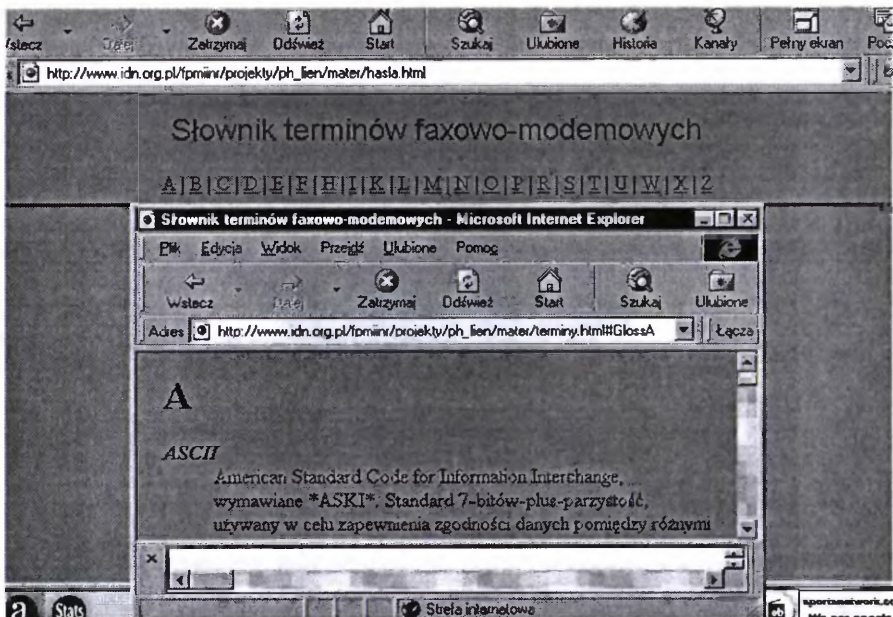 Wstecz Dalej Zatrzymaj Odśwież Start Szukaj Ulubione Historia Kanały Pełny ekran
http://www.idn.org.pl/fpmiinr/projekty/ph_lien/mater/hasla.html
Słownik terminów faxowo-modemowych
A|B|C|D|E|F|H|I|K|L|M|N|O|P|R|S|T|U|W|X|2
Słownik terminów faxowo-modemowych - Microsoft Internet Explorer
Plik Edycja Widok Przejdź Ulubione Pomoc
Wstecz Dalej Zatrzymaj Odśwież Start Szukaj Ulubione
Adres http://www.idn.org.pl/fpmiinr/projekty/ph_lien/mater/terminy.html#GlossA Łącza
A
ASCII
American Standard Code for Information Interchange, ...
wymawiane *ASKI*. Standard 7-bitów-plus-parzystość,
używany w celu zapewnienia zgodności danych pomiędzy różnymi
Stats
Strefa internetowa